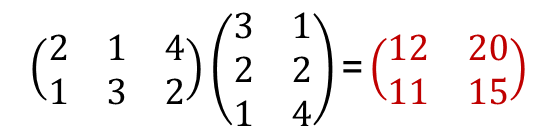 (2 1 4
1 3 2) (3 1
2 2
1 4) = (12 20
11 15)